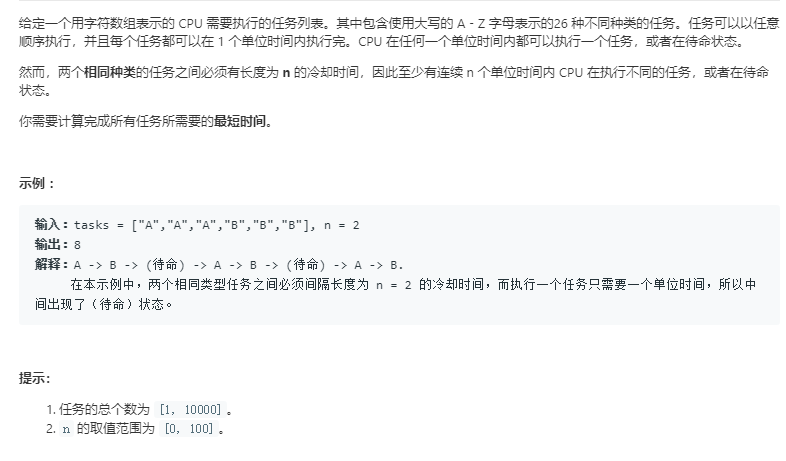 给定一个用字符数组表示的 CPU 需要执行的任务列表。其中包含使用大写的 A - Z 字母表示的26 种不同种类的任务。任务可以以任意
顺序执行，并且每个任务都可以在 1 个单位时间内执行完。CPU 在任何一个单位时间内都可以执行一个任务，或者在待命状态。
然而，两个相同种类的任务之间必须有长度为 n 的冷却时间，因此至少有连续 n 个单位时间内 CPU 在执行不同的任务，或者在待命
状态。
你需要计算完成所有任务所需要的最短时间。
示例 ：
输入：tasks = ["A","A","A","B","B","B"], n = 2
输出：8
解释：A -> B -> (待命) -> A -> B -> (待命) -> A -> B.
在本示例中，两个相同类型任务之间必须间隔长度为 n = 2 的冷却时间，而执行一个任务只需要一个单位时间，所以中
间出现了（待命）状态。
提示：
1. 任务的总个数为 [1, 10000]。
2. n 的取值范围为 [0, 100]。